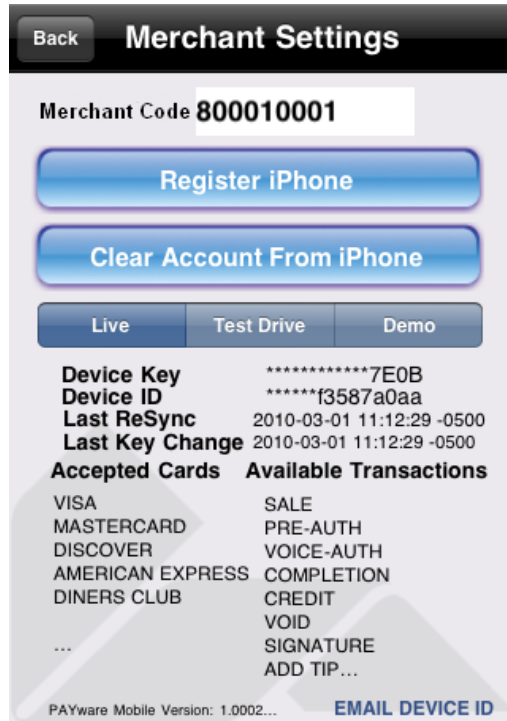 Back Merchant Settings
Merchant Code 800010001
Register iPhone
Clear Account From iPhone
Live Test Drive Demo
Device Key ************7E0B
Device ID ******f3587a0aa
Last ReSync 2010-03-01 11:12:29 -0500
Last Key Change 2010-03-01 11:12:29 -0500
Accepted Cards Available Transactions
VISA SALE
MASTERCARD PRE-AUTH
DISCOVER VOICE-AUTH
AMERICAN EXPRESS COMPLETION
DINERS CLUB CREDIT
VOID
... SIGNATURE
ADD TIP...
PAYware Mobile Version: 1.0002... EMAIL DEVICE ID